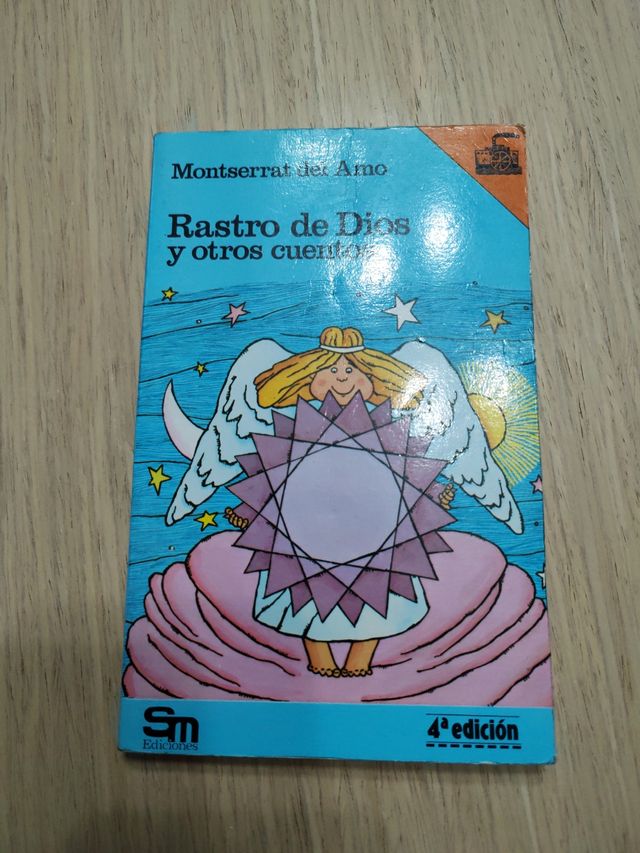 Montserrat del Amo
Rastro de Dios
y otros cuentos
Sm
Ediciones
4ª edición